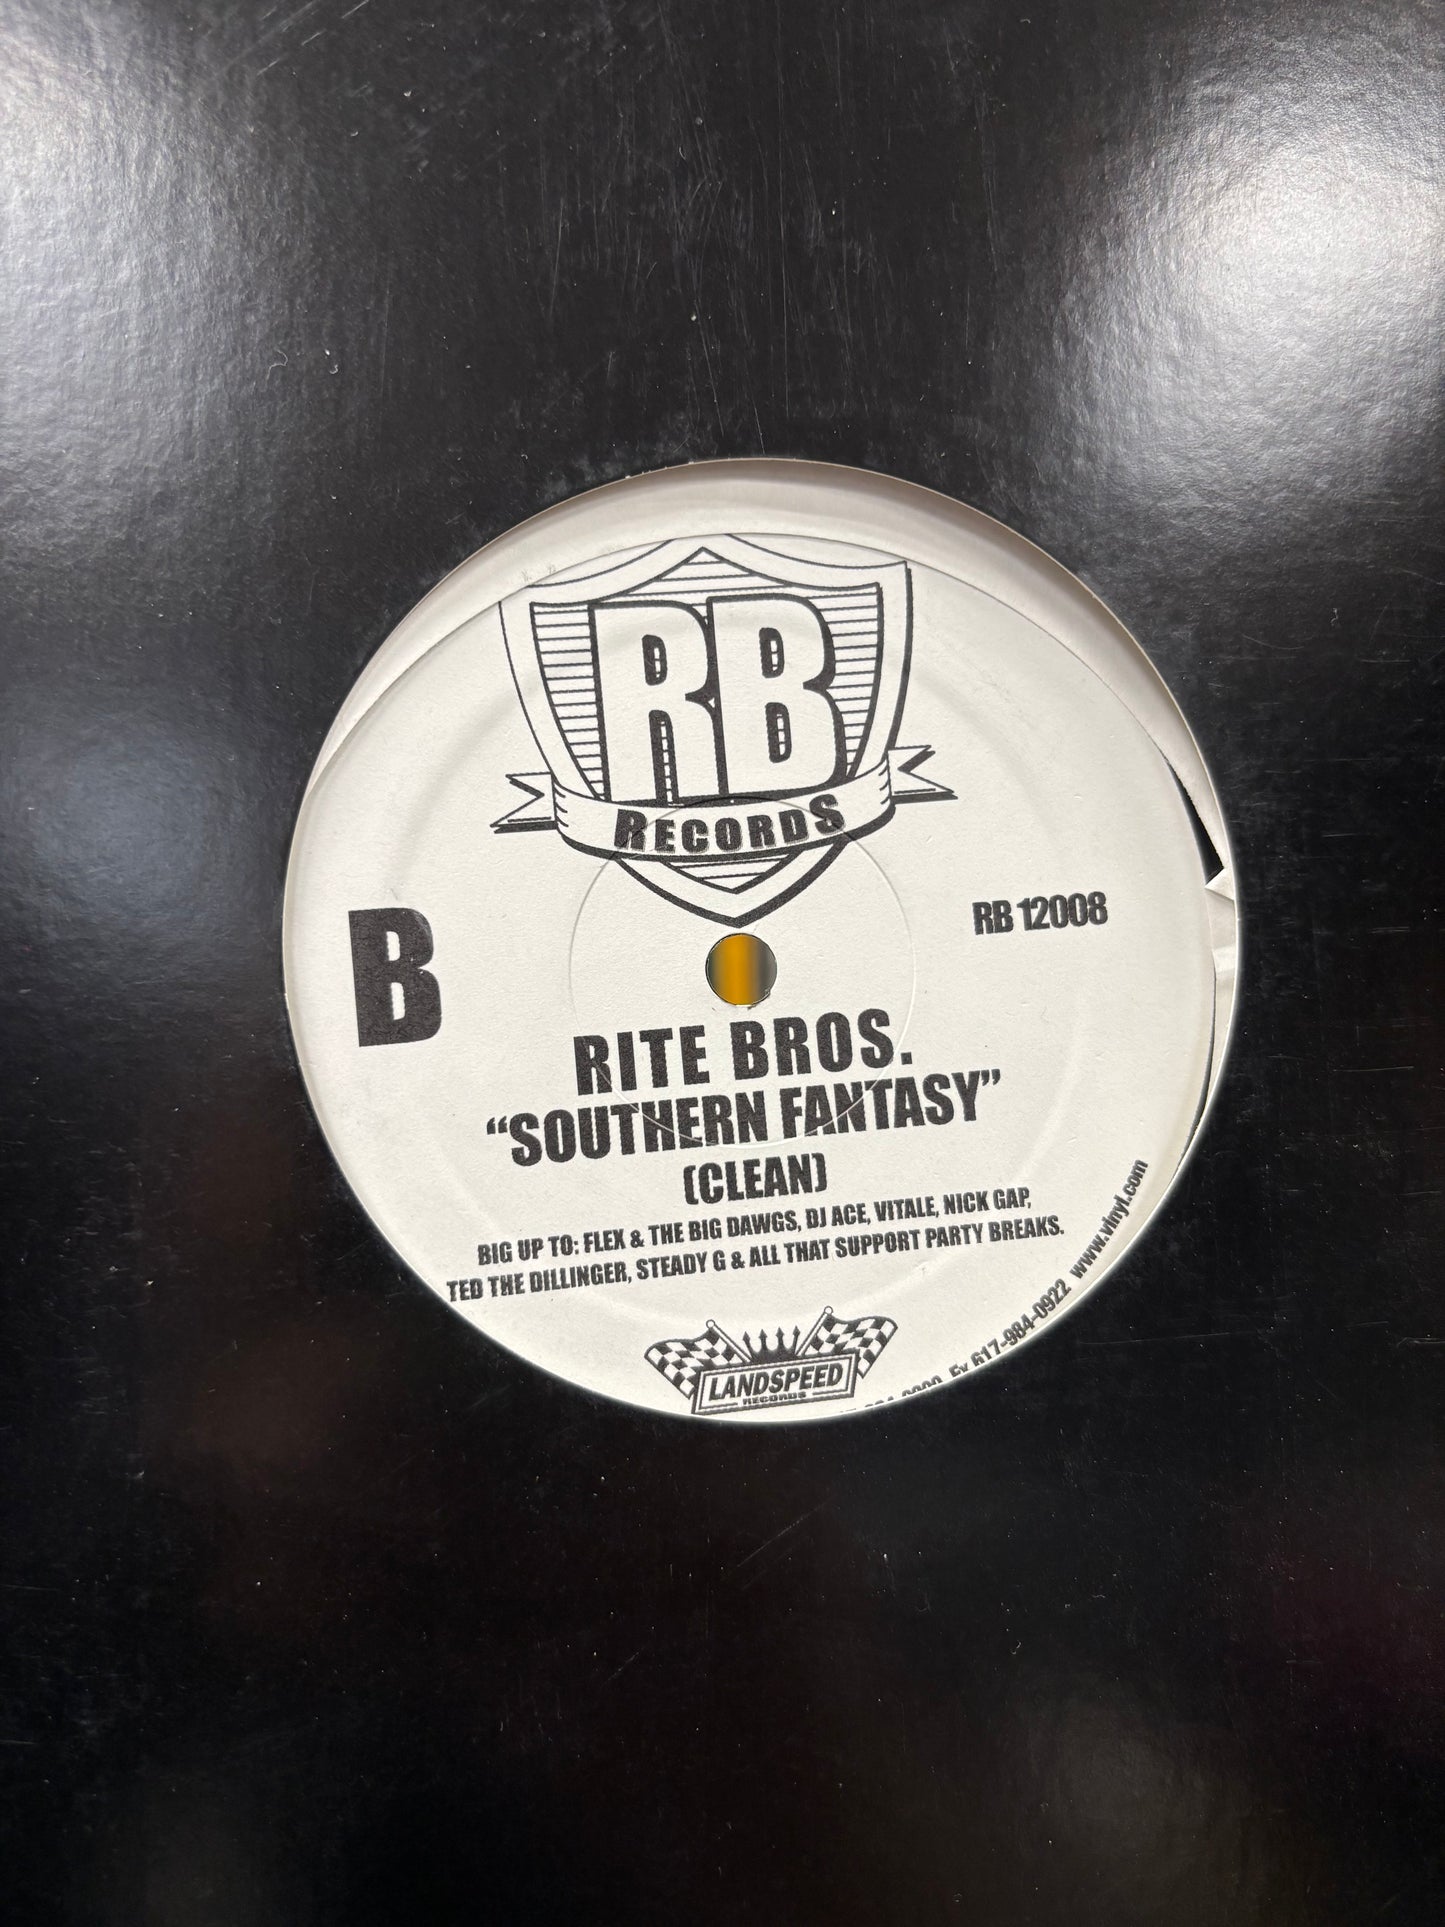 RB
RECORDS
B
RB 12008
RITE BROS.
"SOUTHERN FANTASY"
(CLEAN)
BIG UP TO: FLEX & THE BIG DAWGS, DJ ACE, VITALE, NICK GAP,
TED THE DILLINGER, STEADY G & ALL THAT SUPPORT PARTY BREAKS.
LANDSPEED
RECORDS
Fx 617-984-0922 www.vinyl.com